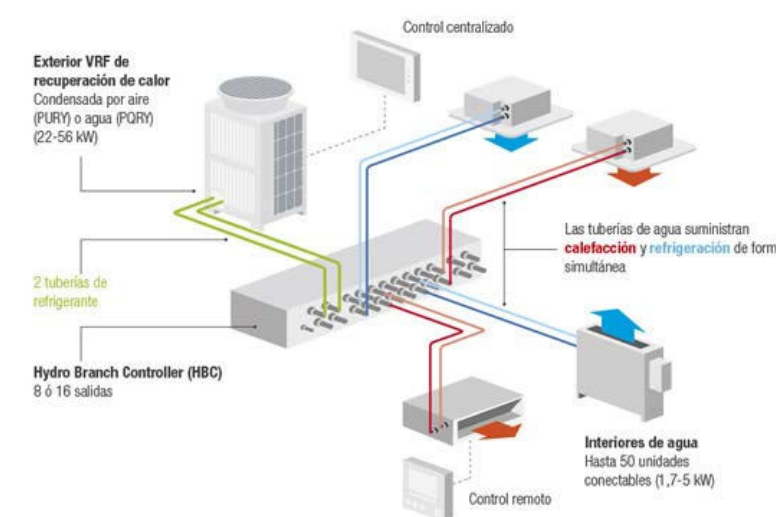 Control centralizado
Exterior VRF de
recuperación de calor
Condensada por aire
(PURY) o agua (PQRY)
(22-56 kW)
Las tuberías de agua suministran
calefacción y refrigeración de form
simultánea
2 tuberías de
refrigerante
Hydro Branch Controller (HBC)
8 ó 16 salidas
Interiores de agua
Hasta 50 unidades
conectables (1,7-5 kW)
Control remoto